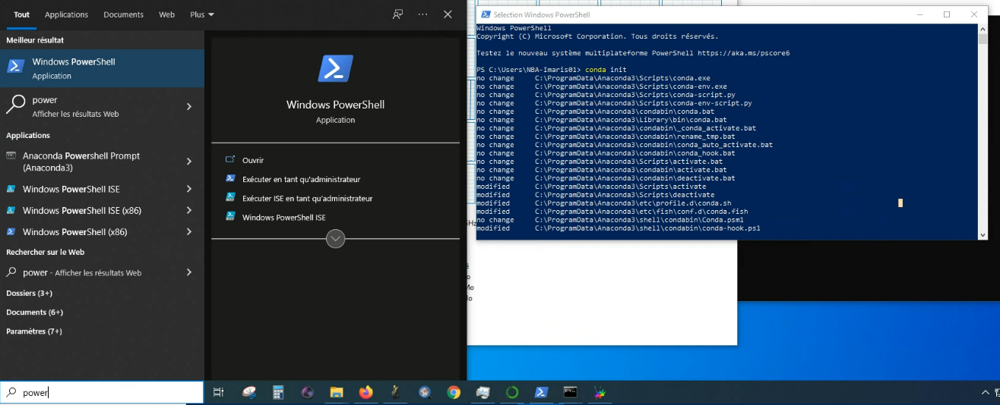 Tout Applications Documents Web Plus
Meilleur résultat
Windows PowerShell
Application
power
Afficher les résultats Web
Applications
Anaconda Powershell Prompt
(Anaconda3)
Windows PowerShell ISE
Windows PowerShell ISE (x86)
Windows PowerShell (x86)
Rechercher sur le Web
power - Afficher les résultats Web
Dossiers (3+)
Documents (6+)
Paramètres (7+)
power
Windows PowerShell
Application
Ouvrir
Exécuter en tant qu'administrateur
Exécuter ISE en tant qu'administrateur
Windows PowerShell ISE
Sélection Windows PowerShell
Windows PowerShell
Copyright (C) Microsoft Corporation. Tous droits réservés.
Testez le nouveau système multiplateforme PowerShell https://aka.ms/pscore6
PS C:\Users\NBA-Imaris01> conda init
no change C:\ProgramData\Anaconda3\Scripts\conda.exe
no change C:\ProgramData\Anaconda3\Scripts\conda-env.exe
no change C:\ProgramData\Anaconda3\Scripts\conda-script.py
no change C:\ProgramData\Anaconda3\Scripts\conda-env-script.py
no change C:\ProgramData\Anaconda3\condabin\conda.bat
no change C:\ProgramData\Anaconda3\Library\bin\conda.bat
no change C:\ProgramData\Anaconda3\condabin\_conda_activate.bat
no change C:\ProgramData\Anaconda3\condabin\rename_tmp.bat
no change C:\ProgramData\Anaconda3\condabin\conda_auto_activate.bat
no change C:\ProgramData\Anaconda3\condabin\conda_hook.bat
no change C:\ProgramData\Anaconda3\Scripts\activate.bat
no change C:\ProgramData\Anaconda3\condabin\activate.bat
no change C:\ProgramData\Anaconda3\condabin\deactivate.bat
modified C:\ProgramData\Anaconda3\Scripts\activate
modified C:\ProgramData\Anaconda3\Scripts\deactivate
modified C:\ProgramData\Anaconda3\etc\profile.d\conda.sh
modified C:\ProgramData\Anaconda3\etc\fish\conf.d\conda.fish
modified C:\ProgramData\Anaconda3\shell\condabin\Conda.psm1
modified C:\ProgramData\Anaconda3\shell\condabin\conda-hook.ps1